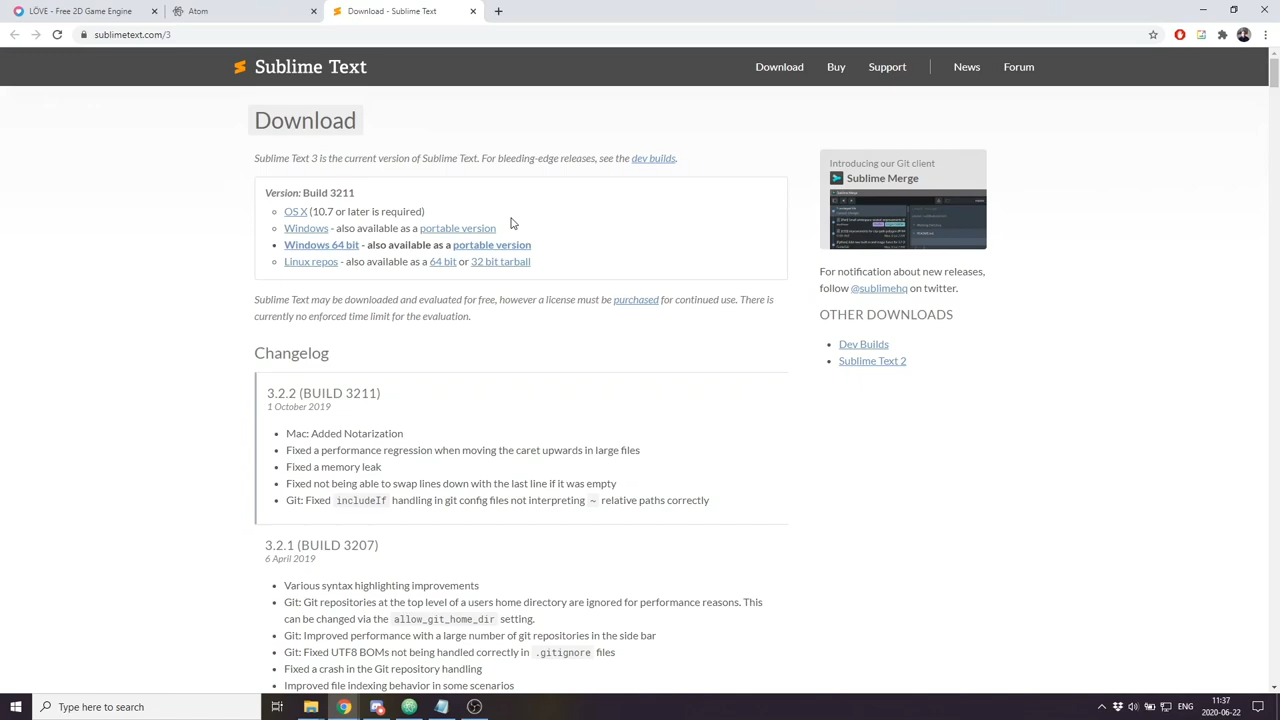 LÖVE - Free 2D Game Engine
Atom
Download - Sublime Text
sublimetext.com/3
Sublime Text
Download
Buy
Support
News
Forum
Download
Sublime Text 3 is the current version of Sublime Text. For bleeding-edge releases, see the dev builds.
Version: Build 3211
OS X (10.7 or later is required)
Windows - also available as a portable version
Windows 64 bit - also available as a portable version
Linux repos - also available as a 64 bit or 32 bit tarball
Sublime Text may be downloaded and evaluated for free, however a license must be purchased for continued use. There is
currently no enforced time limit for the evaluation.
Changelog
3.2.2 (BUILD 3211)
1 October 2019
Mac: Added Notarization
Fixed a performance regression when moving the caret upwards in large files
Fixed a memory leak
Fixed not being able to swap lines down with the last line if it was empty
Git: Fixed includeIf handling in git config files not interpreting ~ relative paths correctly
3.2.1 (BUILD 3207)
6 April 2019
Various syntax highlighting improvements
Git: Git repositories at the top level of a users home directory are ignored for performance reasons. This
can be changed via the allow_git_home_dir setting.
Git: Improved performance with a large number of git repositories in the side bar
Git: Fixed UTF8 BOMs not being handled correctly in .gitignore files
Fixed a crash in the Git repository handling
Improved file indexing behavior in some scenarios
Introducing our Git client
Sublime Merge
For notification about new releases,
follow @sublimehq on twitter.
OTHER DOWNLOADS
Dev Builds
Sublime Text 2
Type here to search
ENG
11:37
2020-06-22